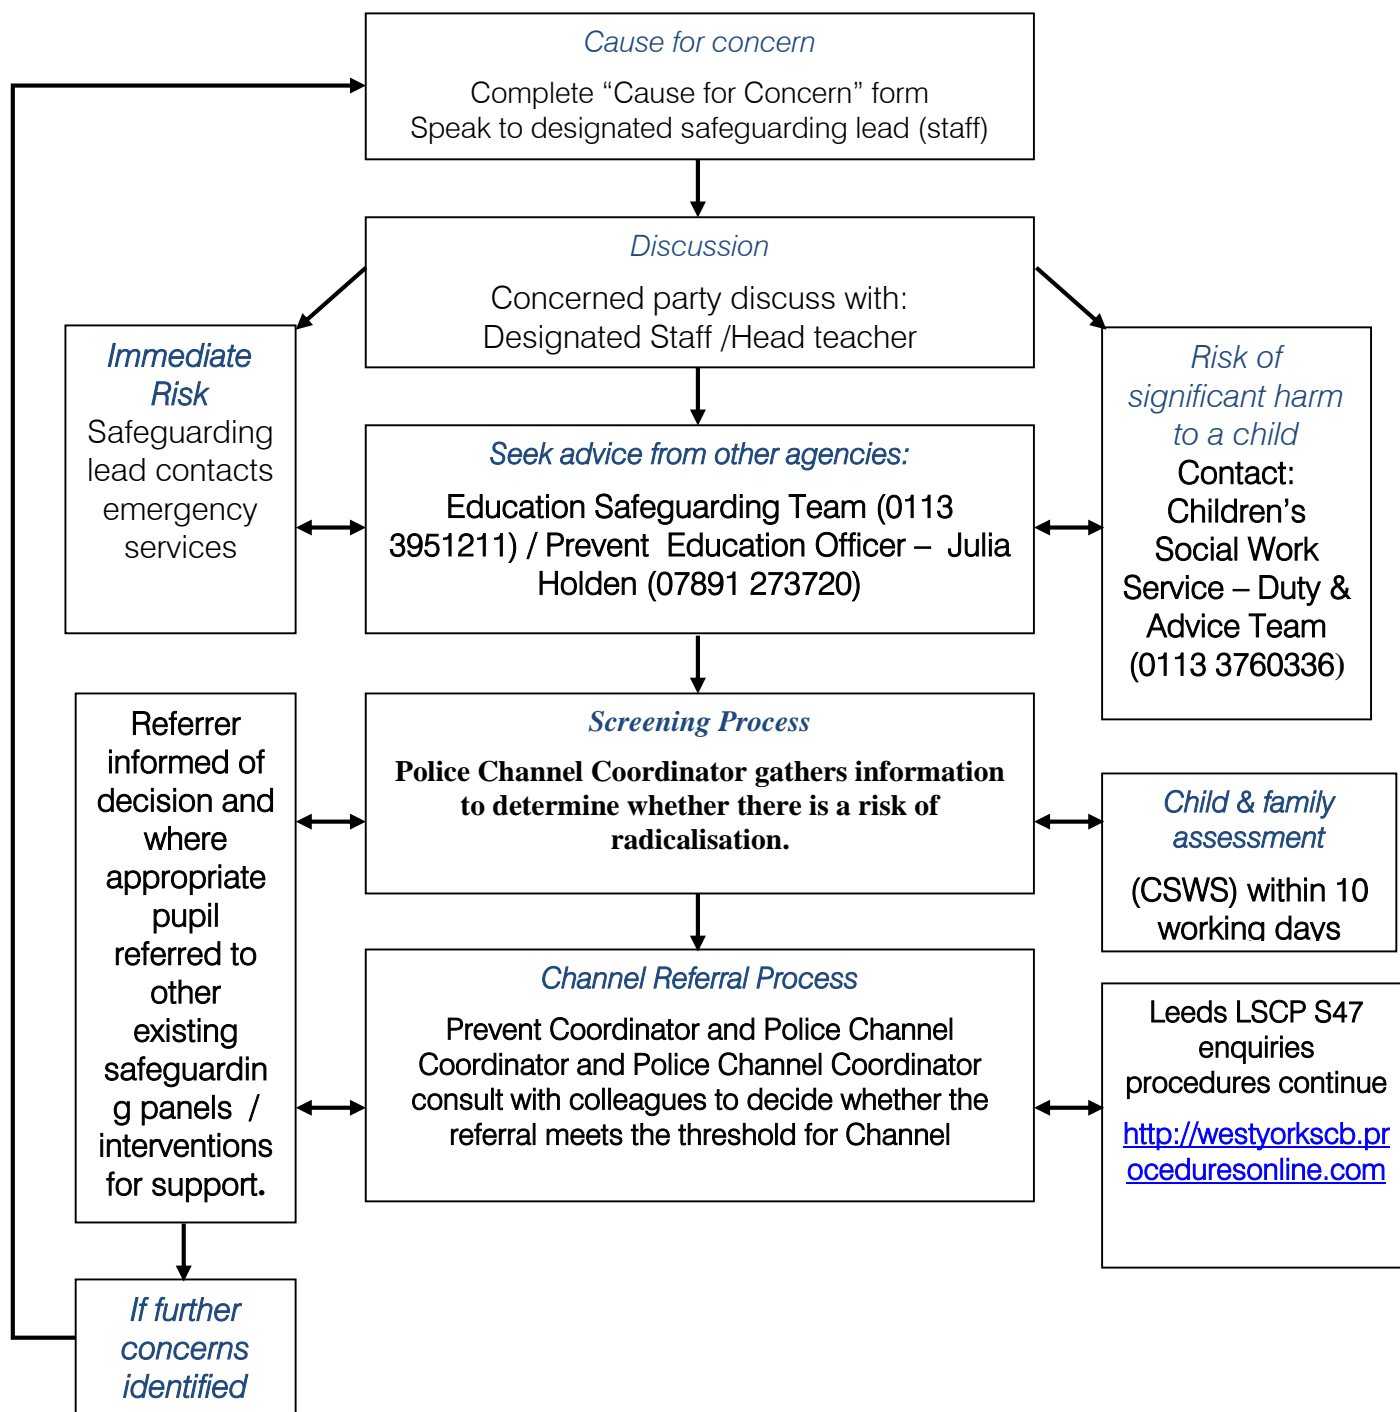 Cause for concern
Complete “Cause for Concern” form
Speak to designated safeguarding lead (staff)
Discussion
Concerned party discuss with:
Designated Staff /Head teacher
Immediate
Risk
Safeguarding
lead contacts
emergency
services
Seek advice from other agencies:
Education Safeguarding Team (0113
3951211) / Prevent  Education Officer –  Julia
Holden (07891 273720)
Risk of
significant harm
to a child
Contact:
Children’s
Social Work
Service – Duty &
Advice Team
(0113 3760336)
Referrer
informed of
decision and
where
appropriate
pupil
referred to
other
existing
safeguardin
g panels  /
interventions
for support.
Screening Process
Police Channel Coordinator gathers information
to determine whether there is a risk of
radicalisation.
Child & family
assessment
(CSWS) within 10
working days
Channel Referral Process
Prevent Coordinator and Police Channel
Coordinator and Police Channel Coordinator
consult with colleagues to decide whether the
referral meets the threshold for Channel
Leeds LSCP S47
enquiries
procedures continue
http://westyorkscb.pr
oceduresonline.com
If further
concerns
identified